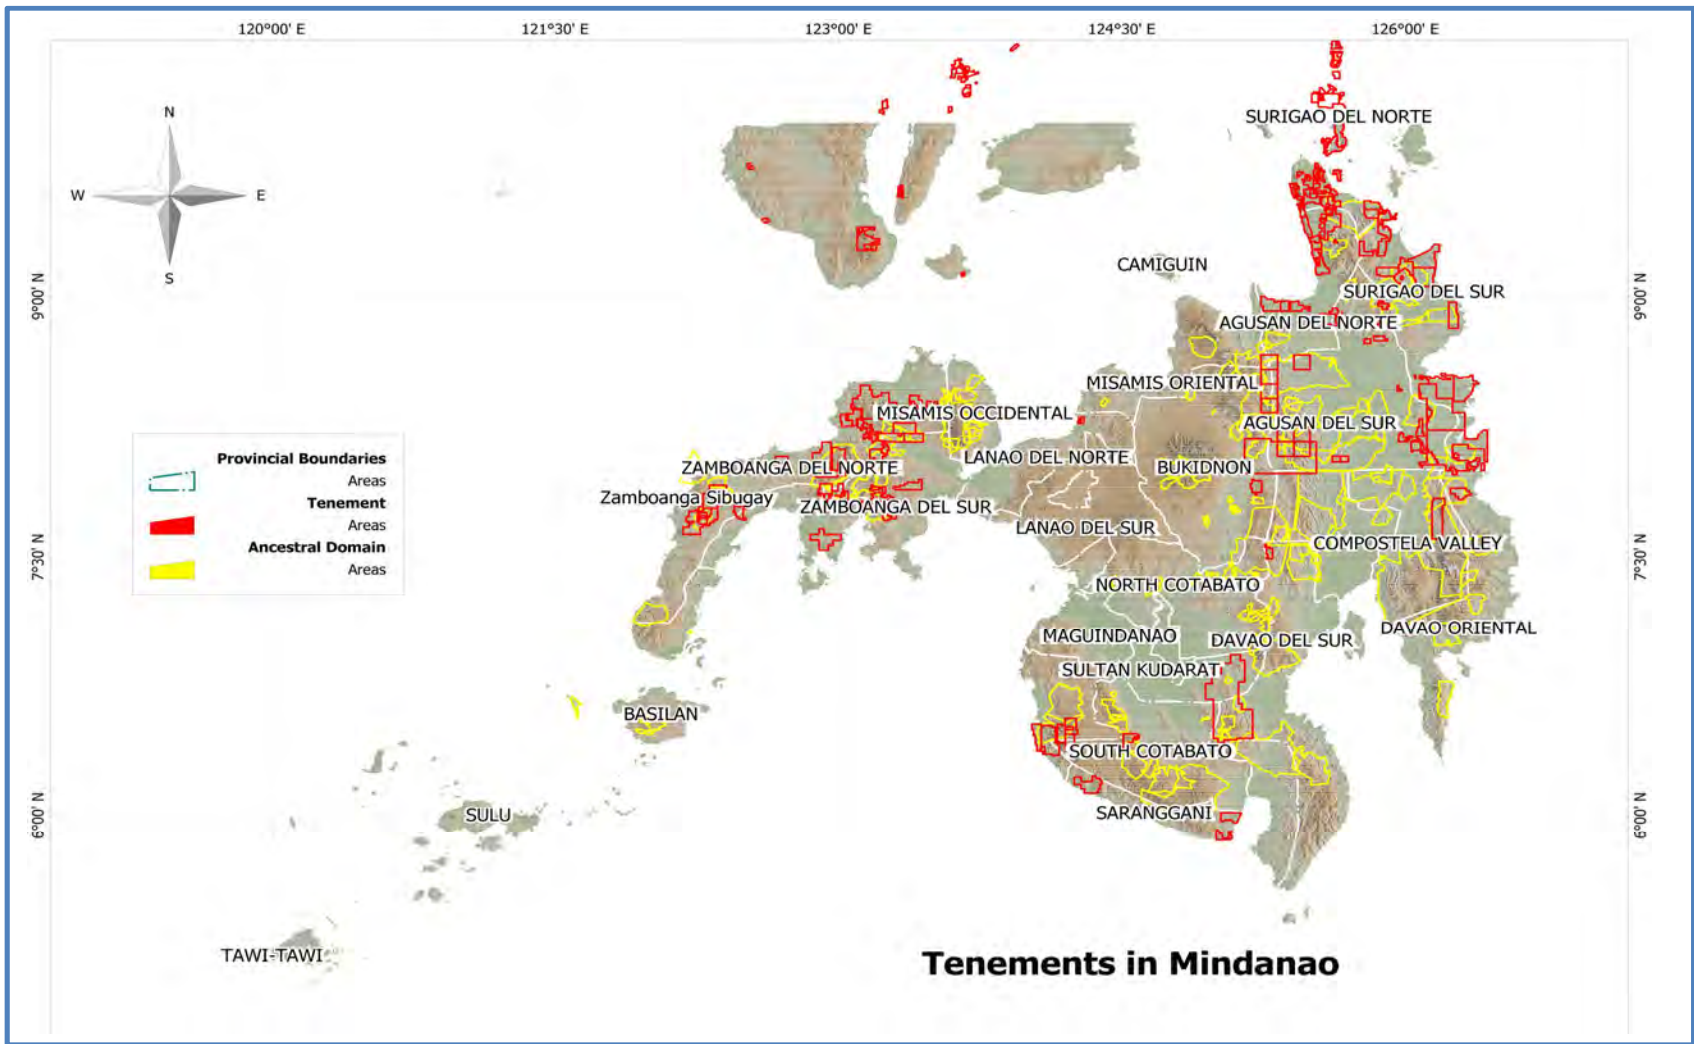 120°00' E
121°30' E
123°00' E
124°30' E
126°00' E
N
W
E
S
SURIGAO DEL NORTE
CAMIGUIN
9°00' N
9°00' N
SURIGAO DEL SUR
AGUSAN DEL NORTE
MISAMIS ORIENTAL
MISAMIS OCCIDENTAL
AGUSAN DEL SUR
LANAO DEL NORTE
BUKIDNON
ZAMBOANGA DEL NORTE
Zamboanga Sibugay
ZAMBOANGA DEL SUR
LANAO DEL SUR
COMPOSTELA VALLEY
Provincial Boundaries
Areas
Tenement
Areas
Ancestral Domain
Areas
7°30' N
7°30' N
NORTH COTABATO
MAGUINDANAO
DAVAO DEL SUR
DAVAO ORIENTAL
SULTAN KUDARAT
BASILAN
SOUTH COTABATO
SULU
SARANGGANI
6°00' N
6°00' N
TAWI-TAWI
Tenements in Mindanao